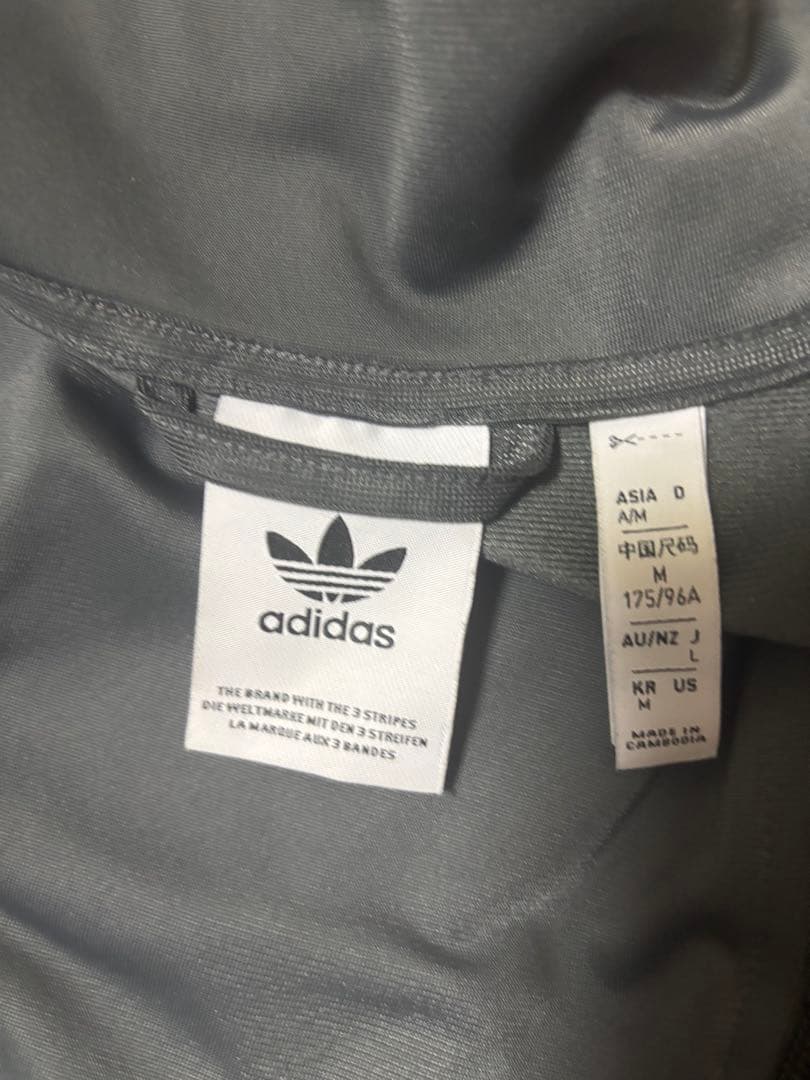 adidas
THE BRAND WITH THE 3 STRIPES
DIE WELTMARKE MIT DEN 3 STREIFEN
LA MARQUE AUX 3 BANDES
ASIA D
A/M
中国尺码
M
175/96A
AU/NZ J
L
KR US
M
MADE IN
CAMBODIA